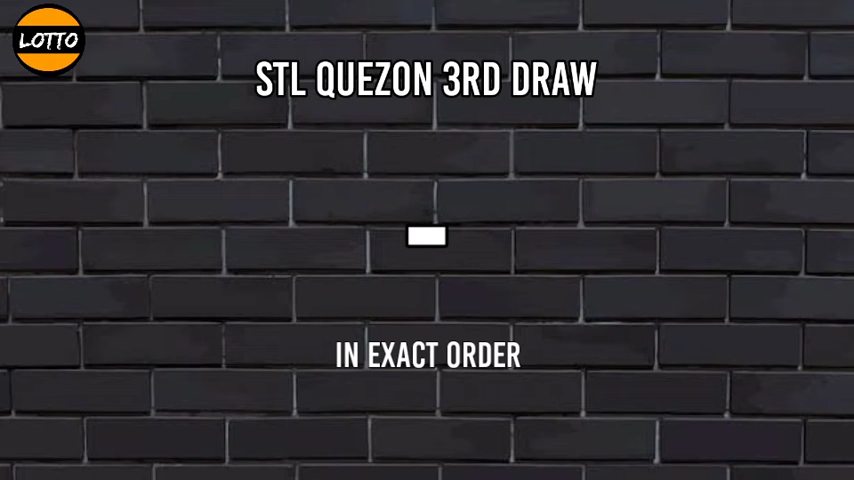 LOTTO
STL QUEZON 3RD DRAW
-
IN EXACT ORDER